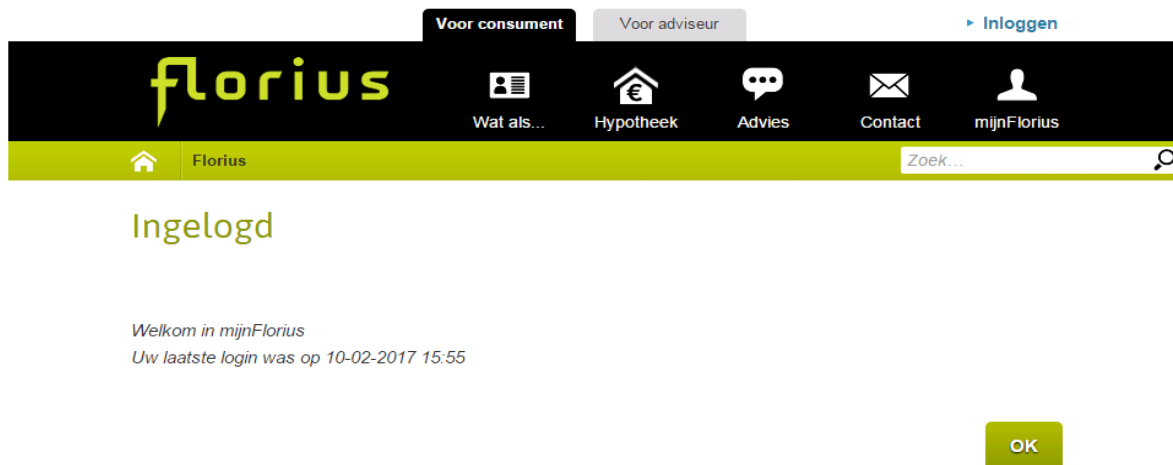 Voor consument
Voor adviseur
Inloggen
florius
Wat als...
Hypotheek
Advies
Contact
mijnFlorius
Florius
Zoek...
Ingelogd
Welkom in mijnFlorius
Uw laatste login was op 10-02-2017 15:55
OK